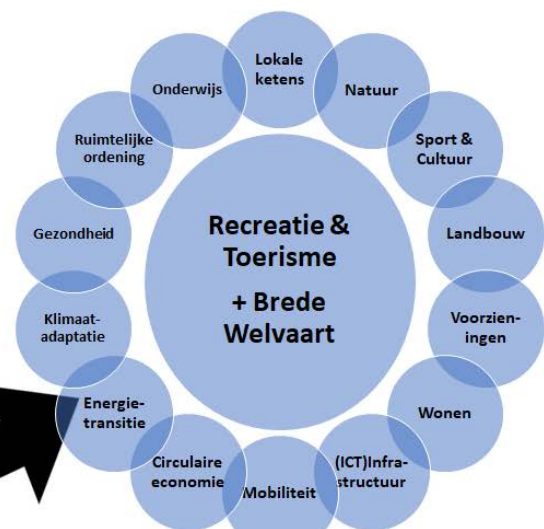 Lokale
ketens
Natuur
Sport &
Cultuur
Landbouw
Voorzien-
ingen
Wonen
(ICT)Infra-
structuur
Mobiliteit
Circulaire
economie
Energie-
transitie
Klimaat-
adaptatie
Gezondheid
Ruimtelijke
ordening
Onderwijs
Recreatie &
Toerisme
+ Brede
Welvaart